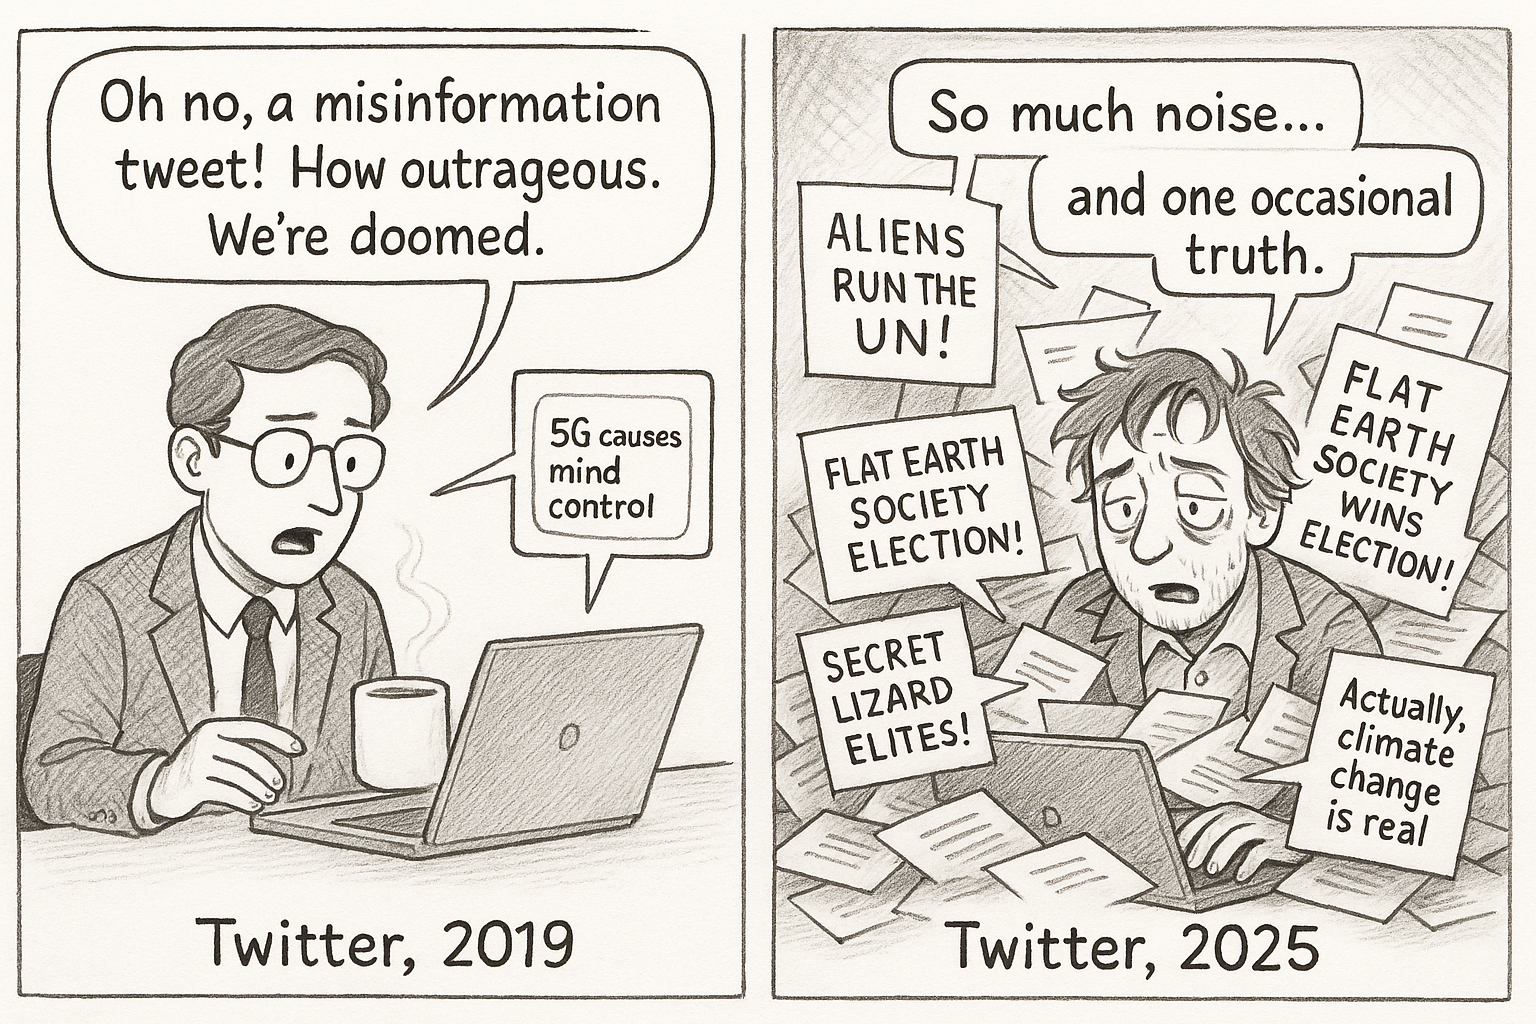 Oh no, a misinformation
tweet! How outrageous.
We're doomed.
5G causes
mind
control
Twitter, 2019
So much noise...
and one occasional
truth.
ALIENS
RUN THE
UN!
FLAT EARTH
SOCIETY
ELECTION!
FLAT
EARTH
SOCIETY
WINS
ELECTION!
SECRET
LIZARD
ELITES!
Actually,
climate
change
is real
Twitter, 2025